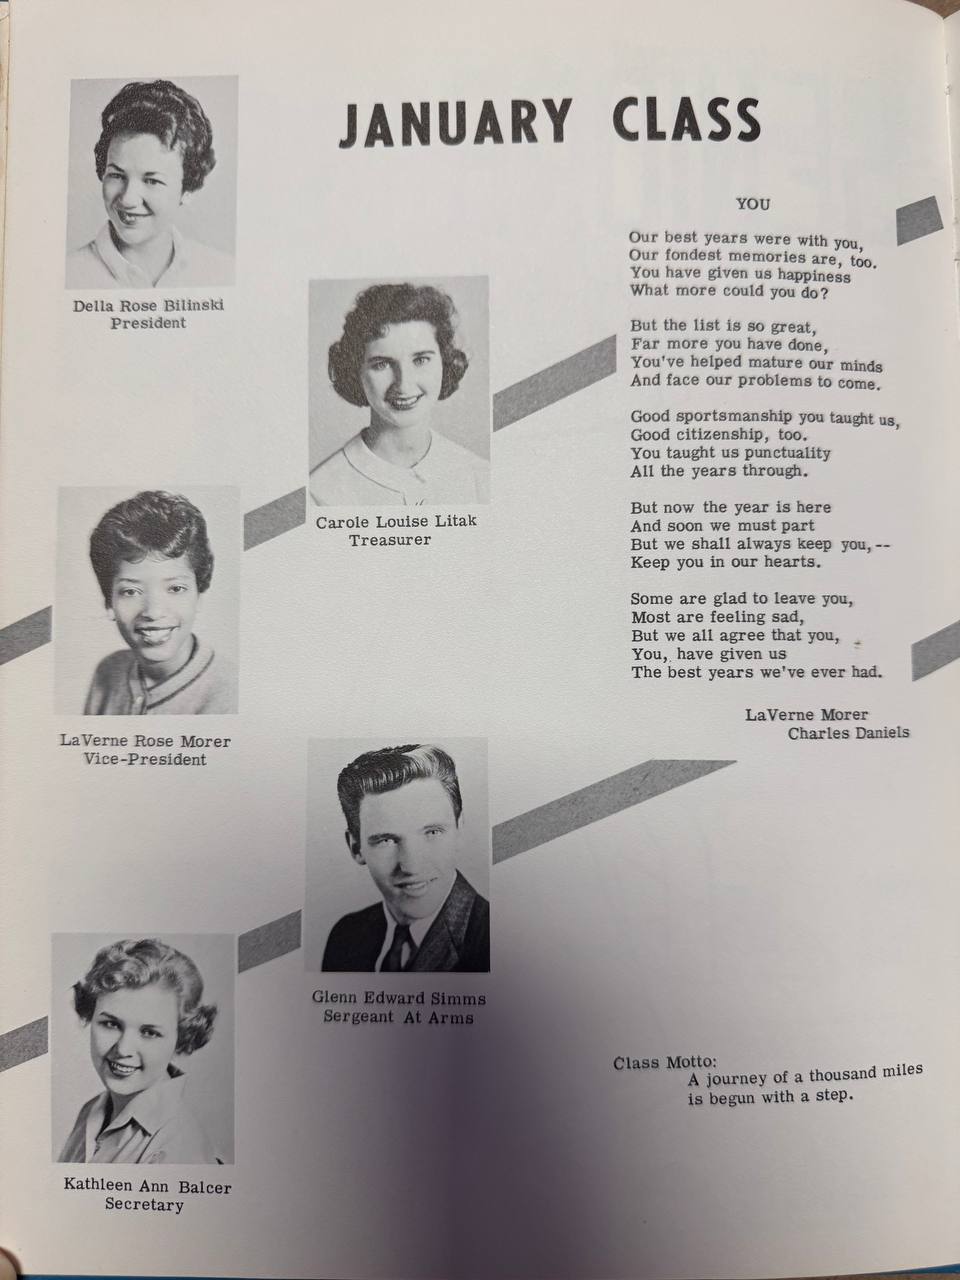 JANUARY CLASS
Della Rose Bilinski
President
Carole Louise Litak
Treasurer
LaVerne Rose Morer
Vice-President
Glenn Edward Simms
Sergeant At Arms
Kathleen Ann Balcer
Secretary
YOU
Our best years were with you,
Our fondest memories are, too.
You have given us happiness
What more could you do?
But the list is so great,
Far more you have done,
You've helped mature our minds
And face our problems to come.
Good sportsmanship you taught us,
Good citizenship, too.
You taught us punctuality
All the years through.
But now the year is here
And soon we must part
But we shall always keep you,--
Keep you in our hearts.
Some are glad to leave you,
Most are feeling sad,
But we all agree that you,
You, have given us
The best years we've ever had.
LaVerne Morer
Charles Daniels
Class Motto:
A journey of a thousand miles
is begun with a step.